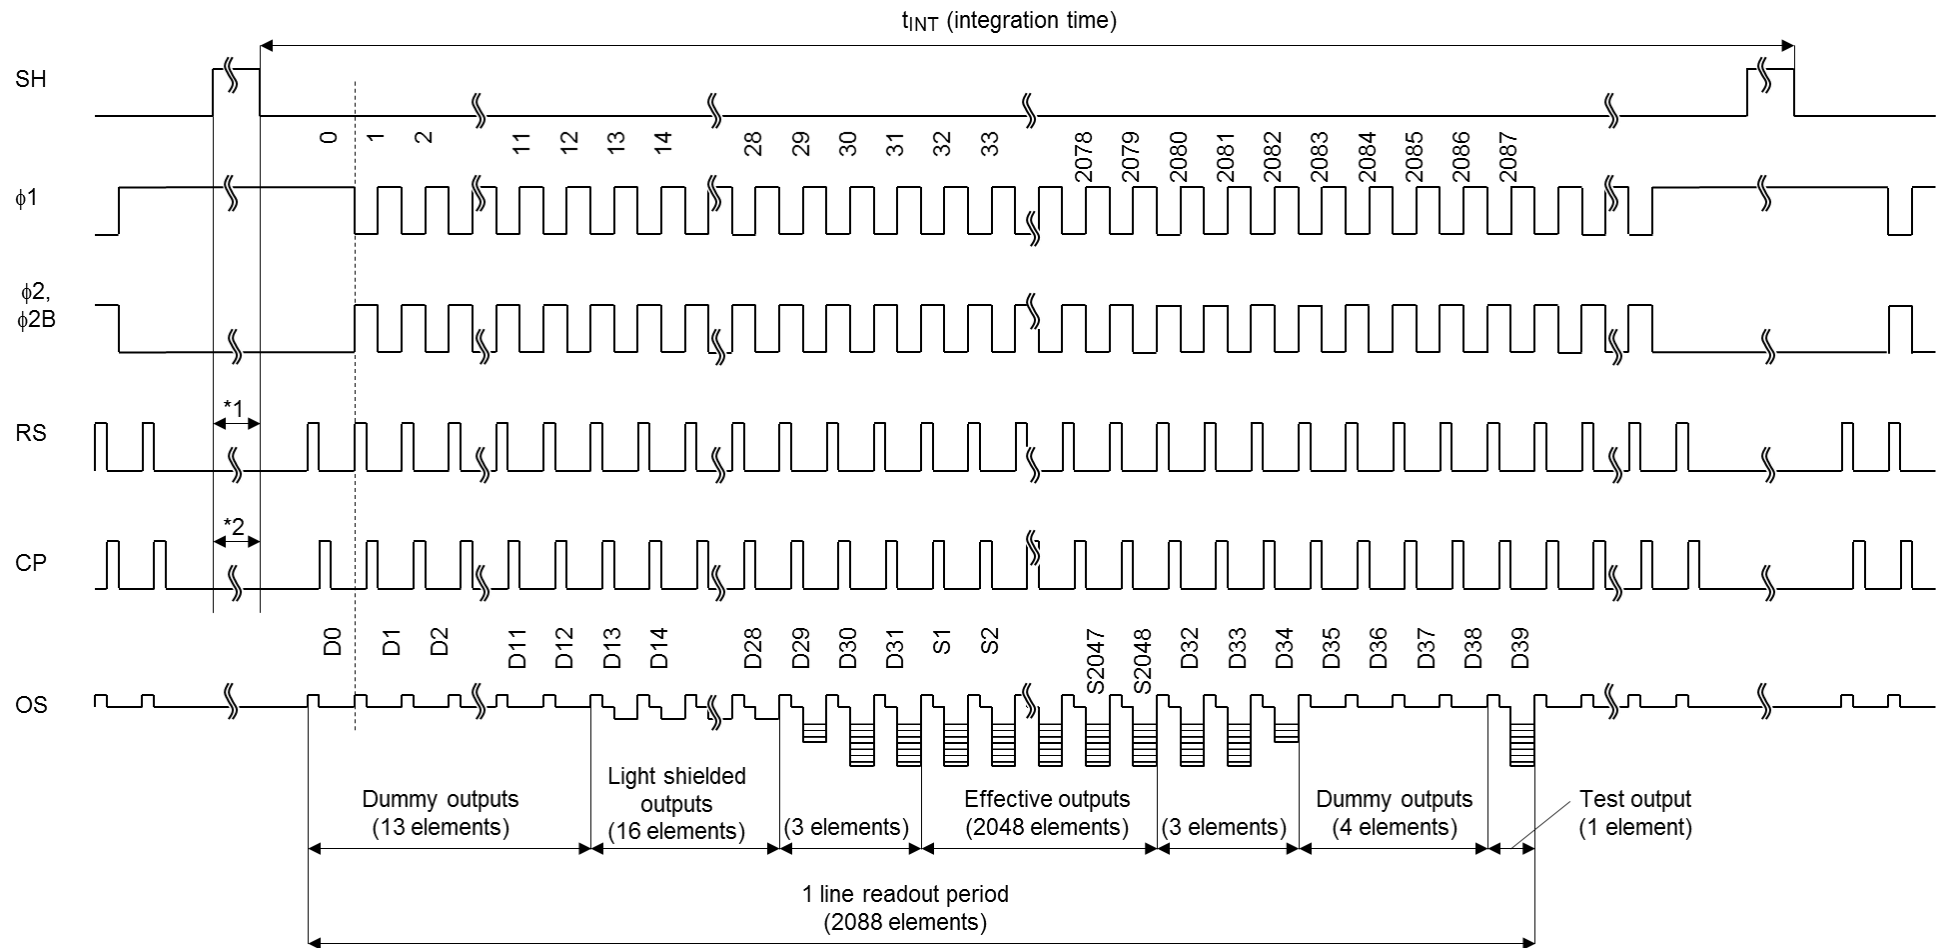 tINT (integration time)
SH
0 1 2 11 12 13 14 28 29 30 31 32 33 2078 2079 2080 2081 2082 2083 2084 2085 2086 2087
ϕ1
ϕ2,
ϕ2B
*1
RS
*2
CP
D0 D1 D2 D11 D12 D13 D14 D28 D29 D30 D31 S1 S2 S2047 S2048 D32 D33 D34 D35 D36 D37 D38 D39
OS
Dummy outputs
(13 elements)
Light shielded
outputs
(16 elements)
(3 elements)
Effective outputs
(2048 elements)
(3 elements)
Dummy outputs
(4 elements)
Test output
(1 element)
1 line readout period
(2088 elements)